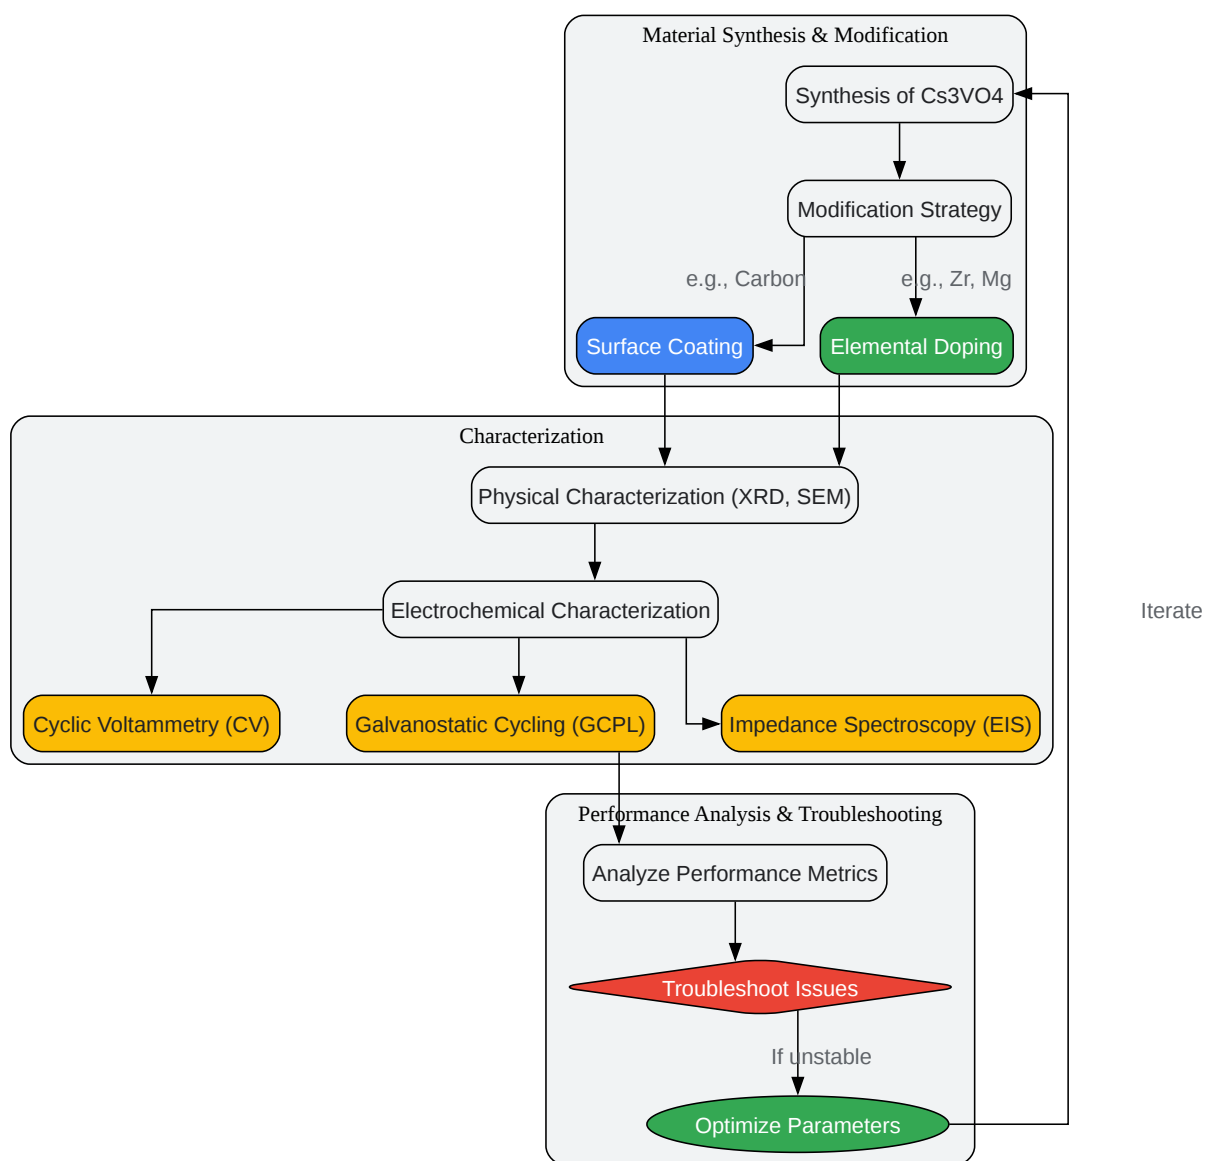 Material Synthesis & Modification
Synthesis of Cs3VO4
Modification Strategy
e.g., Carbon
e.g., Zr, Mg
Surface Coating
Elemental Doping
Characterization
Physical Characterization (XRD, SEM)
Electrochemical Characterization
Iterate
Cyclic Voltammetry (CV)
Galvanostatic Cycling (GCPL)
Impedance Spectroscopy (EIS)
Performance Analysis & Troubleshooting
Analyze Performance Metrics
Troubleshoot Issues
If unstable
Optimize Parameters